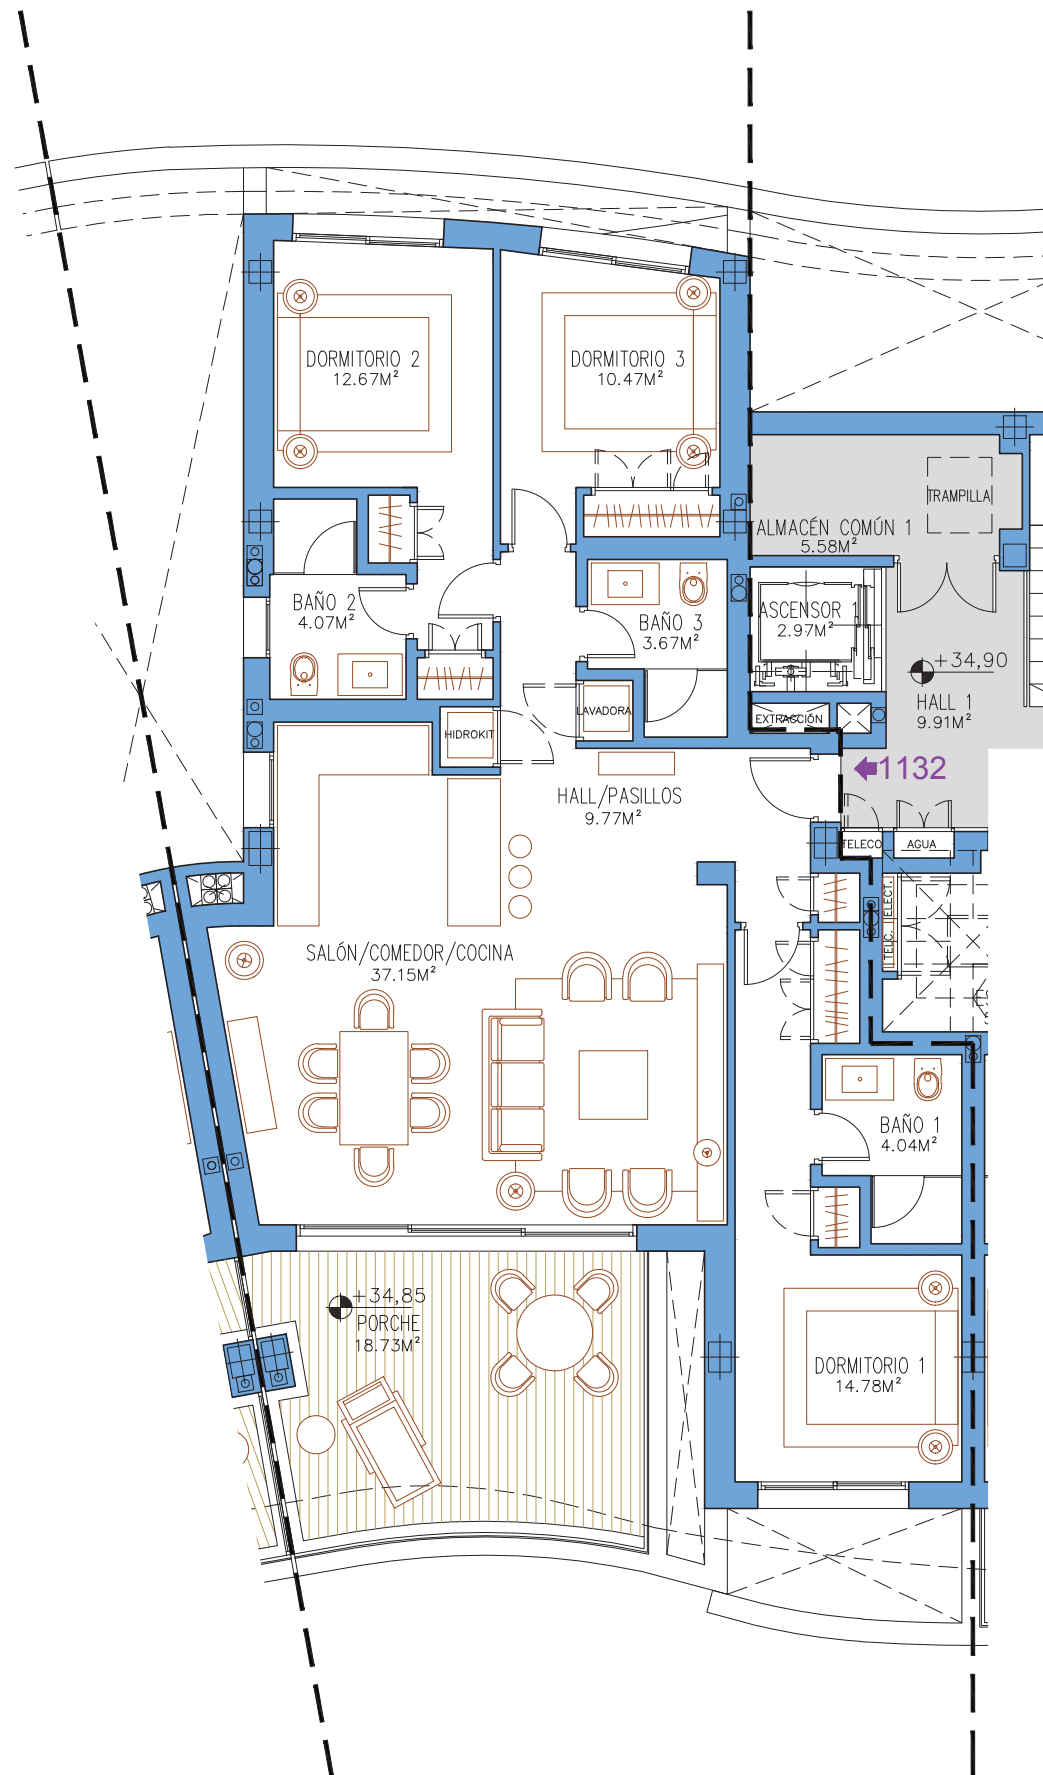 DORMITORIO 2
12.67M²
DORMITORIO 3
10.47M²
TRAMPILLA
ALMACÉN COMÚN 1
5.58M²
BAÑO 2
4.07M²
BAÑO 3
3.67M²
ASCENSOR 1
2.97M²
+34,90
HALL 1
9.91M²
LAVADORA
HIDROKIT
EXTRACCIÓN
1132
HALL/PASILLOS
9.77M²
TELECO
AGUA
ELECT.
TELC.
SALÓN/COMEDOR/COCINA
37.15M²
BAÑO 1
4.04M²
+34,85
PORCHE
18.73M²
DORMITORIO 1
14.78M²